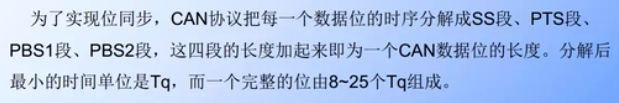 为了实现位同步，CAN协议把每一个数据位的时序分解成SS段、PTS段、
PBS1段、PBS2段，这四段的长度加起来即为一个CAN数据位的长度。分解后
最小的时间单位是Tq，而一个完整的位由8~25个Tq组成。